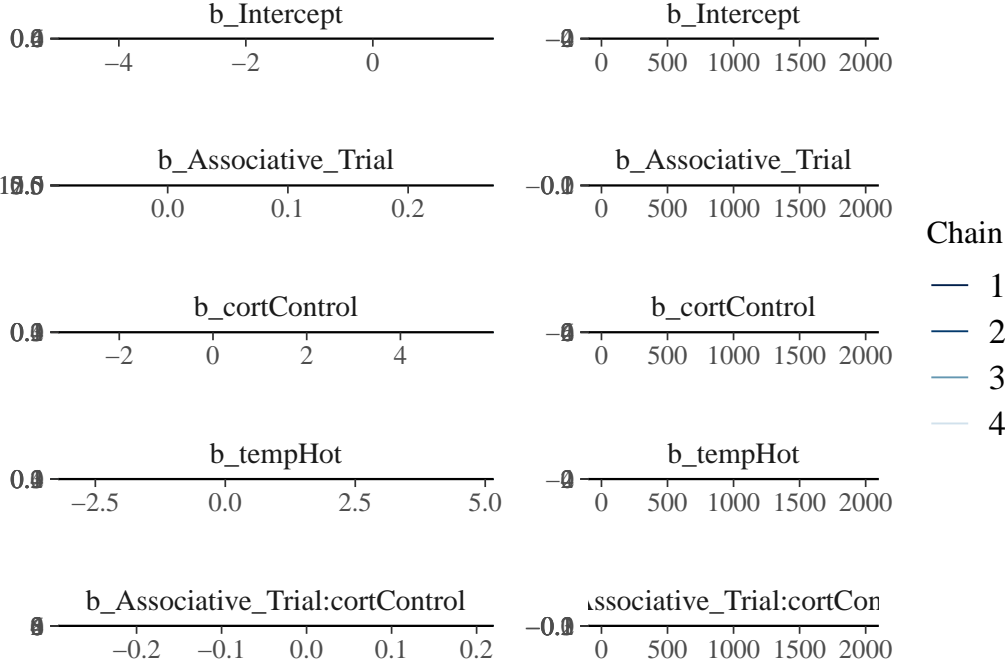 b_Intercept b_Intercept
−4 −2 0 0 500 1000 1500 2000
b_Associative_Trial b_Associative_Trial
0.0 0.1 0.2 0 500 1000 1500 2000
Chain
1
2
3
4
b_cortControl b_cortControl
−2 0 2 4 0 500 1000 1500 2000
b_tempHot b_tempHot
−2.5 0.0 2.5 5.0 0 500 1000 1500 2000
b_Associative_Trial:cortControl ssociative_Trial:cortCon
−0.2 −0.1 0.0 0.1 0.2 0 500 1000 1500 2000